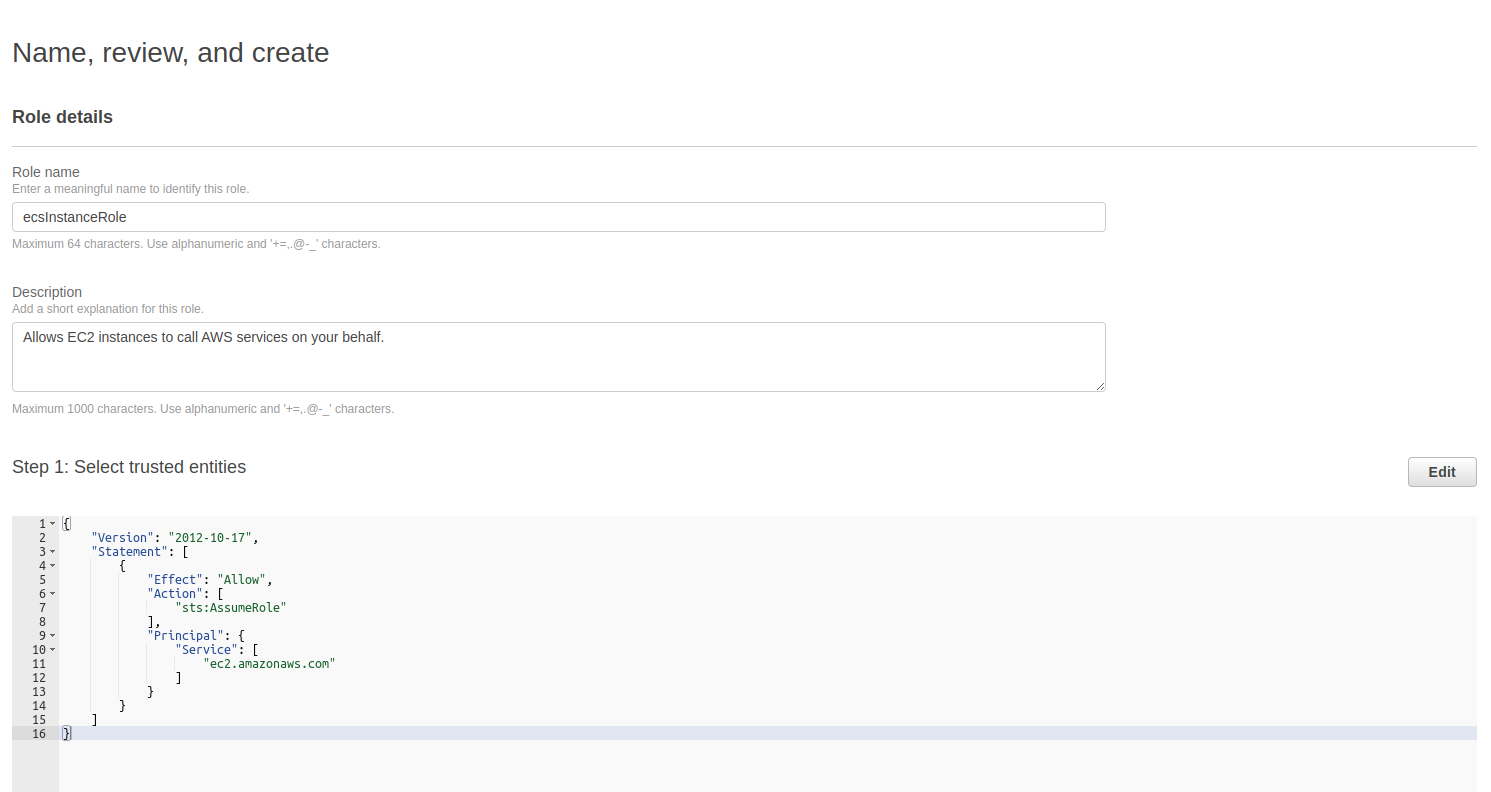 Name, review, and create
Role details
Role name
Enter a meaningful name to identify this role.
ecsInstanceRole
Maximum 64 characters. Use alphanumeric and '+=,.@-_' characters.
Description
Add a short explanation for this role.
Allows EC2 instances to call AWS services on your behalf.
Maximum 1000 characters. Use alphanumeric and '+=,.@-_' characters.
Step 1: Select trusted entities
Edit
1 {
2     "Version": "2012-10-17",
3     "Statement": [
4         {
5             "Effect": "Allow",
6             "Action": [
7                 "sts:AssumeRole"
8             ],
9             "Principal": {
10                 "Service": [
11                     "ec2.amazonaws.com"
12                 ]
13             }
14         }
15     ]
16 }